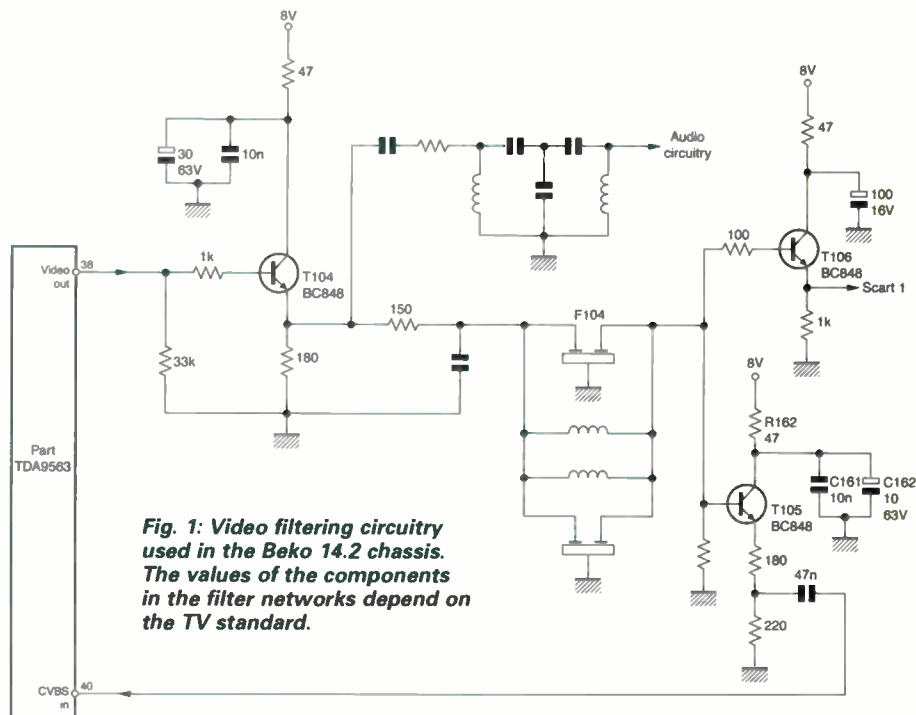 8V
47
30
63V
10n
Audio
circuitry
8V
47
100
16V
100
T106
BC848
Scart 1
1k
Video
out
38
1k
T104
BC848
150
F104
33k
180
8V
R162
47
Part
TDA9563
C161
10n
C162
10
63V
T105
BC848
180
47n
220
Fig. 1: Video filtering circuitry
used in the Beko 14.2 chassis.
The values of the components
in the filter networks depend on
the TV standard.
CVBS
in
40